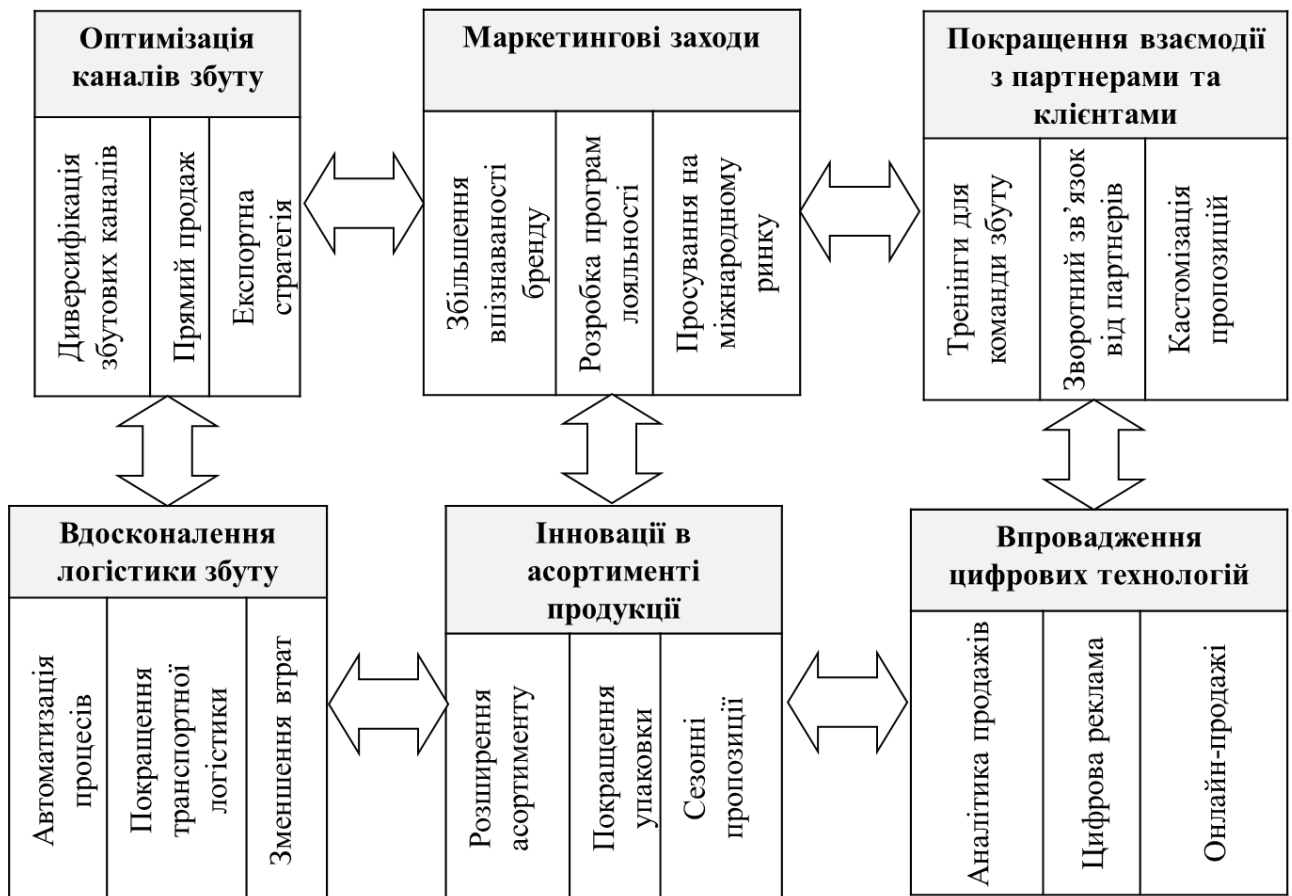 Оптимізація
каналів збуту
Диверсифікація
збутових каналів
Прямий продаж
Експортна
стратегія
Маркетингові заходи
Збільшення
впізнаваності
бренду
Розробка програм
лояльності
Просування на
міжнародному
ринку
Покращення взаємодії
з партнерами та
клієнтами
Тренінги для
команди збуту
Зворотний зв’язок
від партнерів
Кастомізація
пропозицій
Вдосконалення
логістики збуту
Автоматизація
процесів
Покращення
транспортної
логістики
Зменшення втрат
Інновації в
асортименті
продукції
Розширення
асортименту
Покращення
упаковки
Сезонні
пропозиції
Впровадження
цифрових технологій
Аналітика продажів
Цифрова реклама
Онлайн-продажі